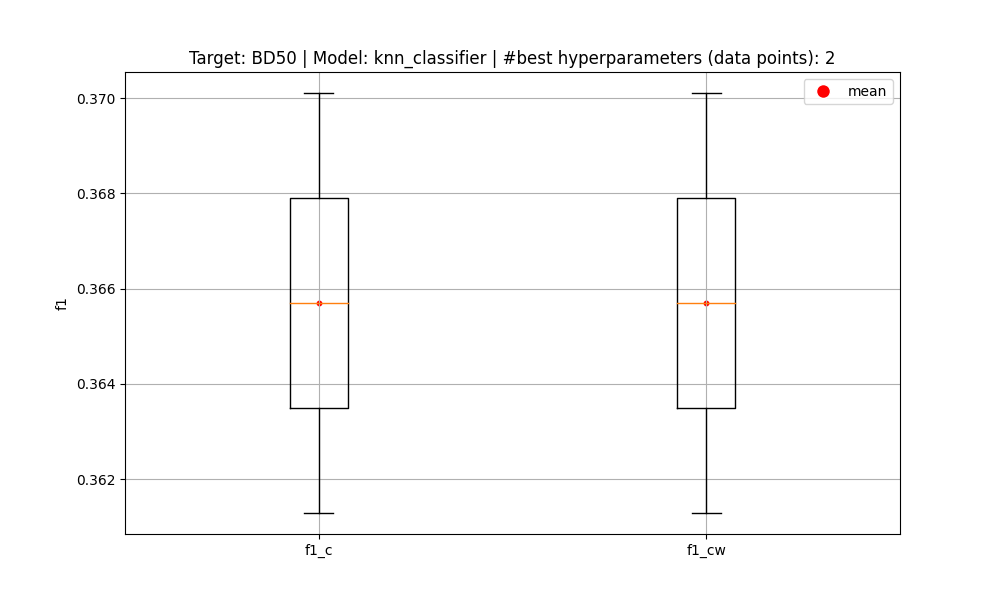 Target: BD50 | Model: knn_classifier | #best hyperparameters (data points): 2
mean
0.370
0.368
0.366
0.364
0.362
f1
f1_c
f1_cw